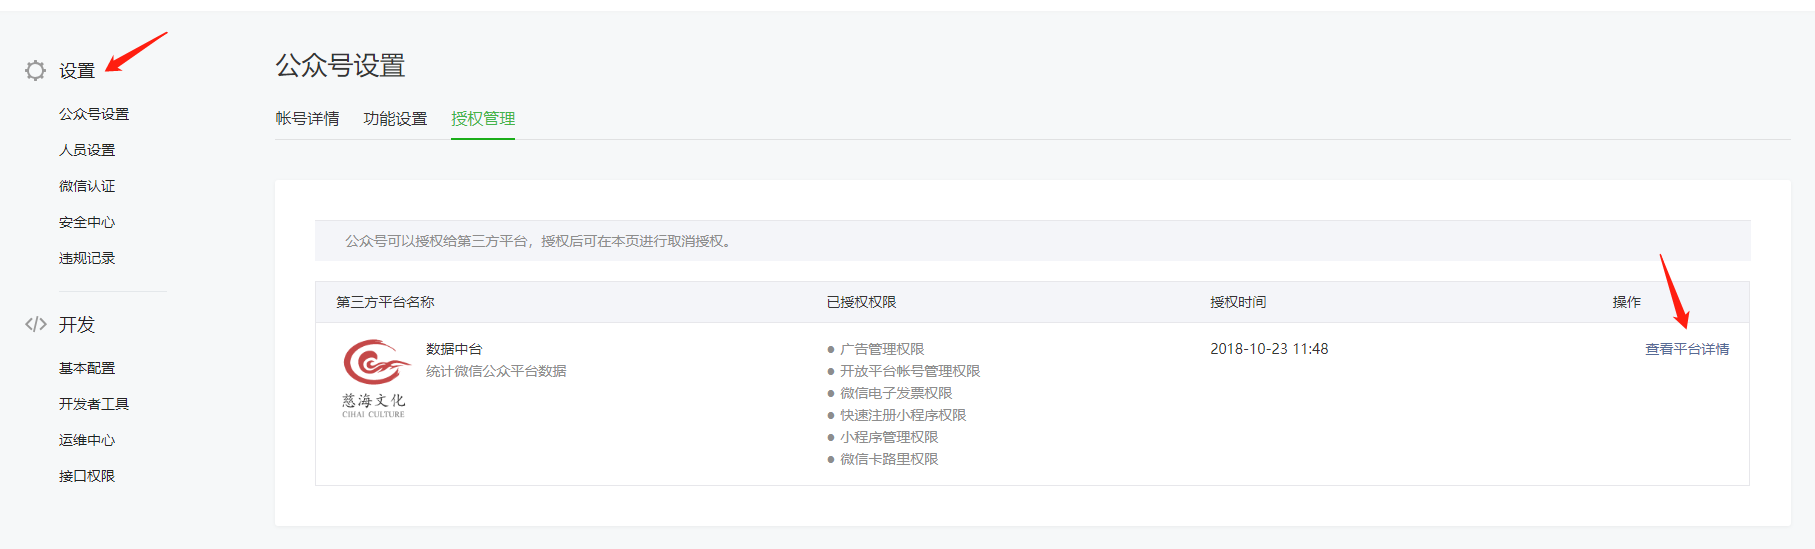 设置
公众号设置
人员设置
微信认证
安全中心
违规记录
开发
基本配置
开发者工具
运维中心
接口权限
公众号设置
帐号详情 功能设置 授权管理
公众号可以授权给第三方平台，授权后可在本页进行取消授权。
第三方平台名称 已授权权限 授权时间 操作
慈海文化
CIHAI CULTURE
数据中台
统计微信公众平台数据
广告管理权限
开放平台帐号管理权限
微信电子发票权限
快速注册小程序权限
小程序管理权限
微信卡路里权限
2018-10-23 11:48
查看平台详情